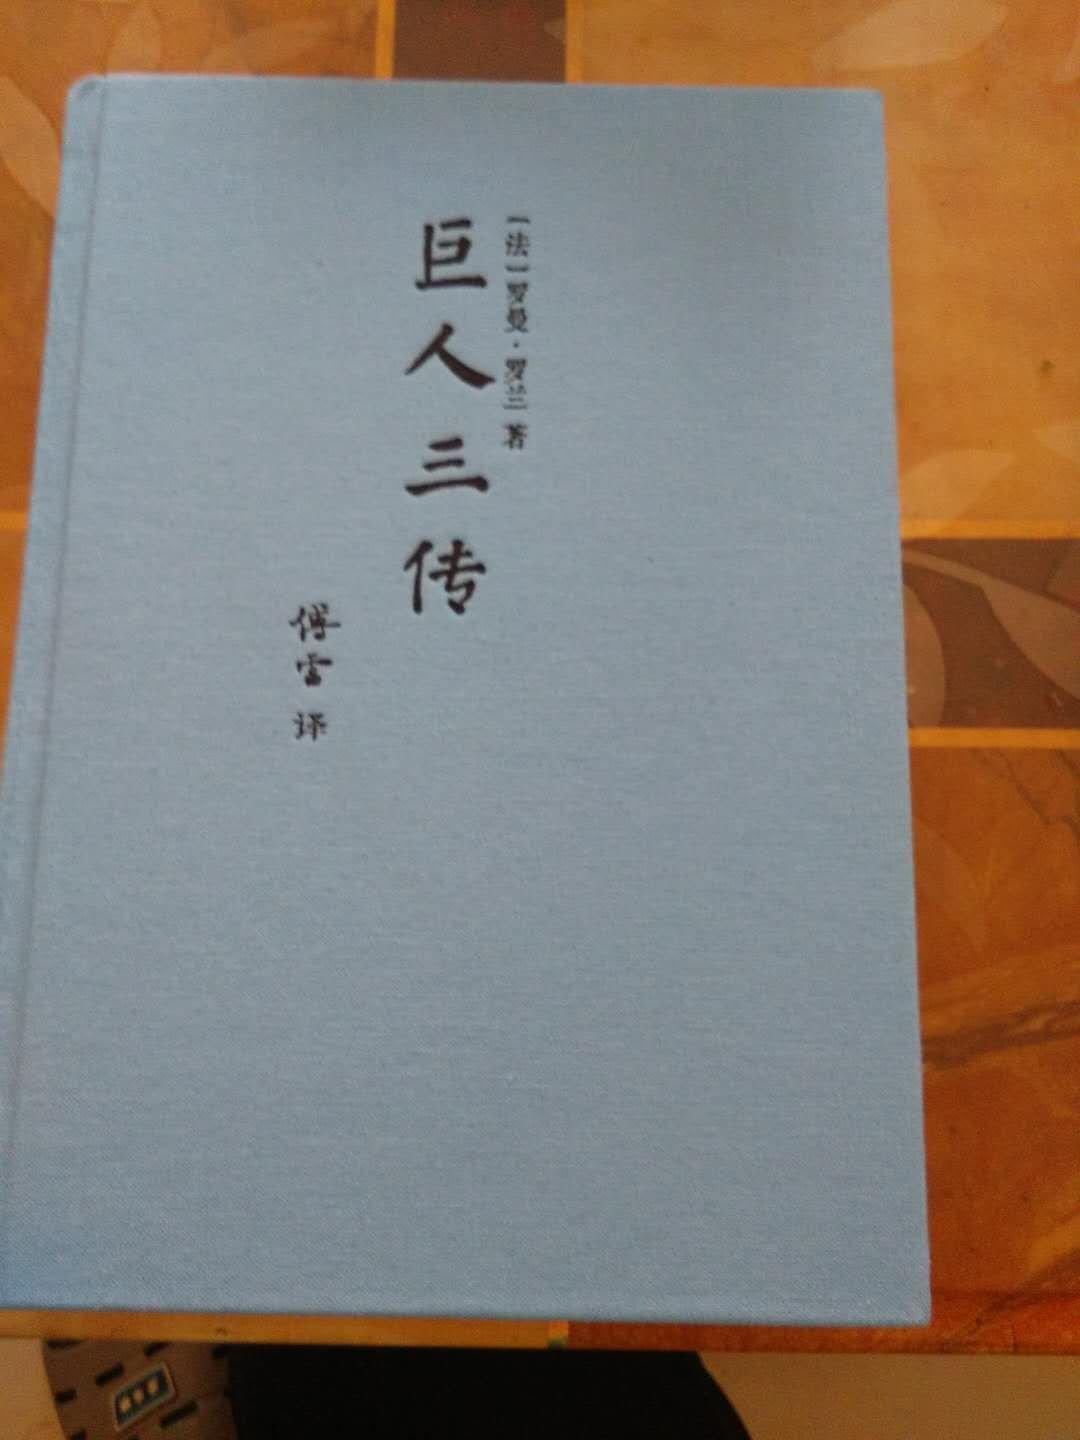 [法]罗曼·罗兰 著
巨人三传
傅雷 译